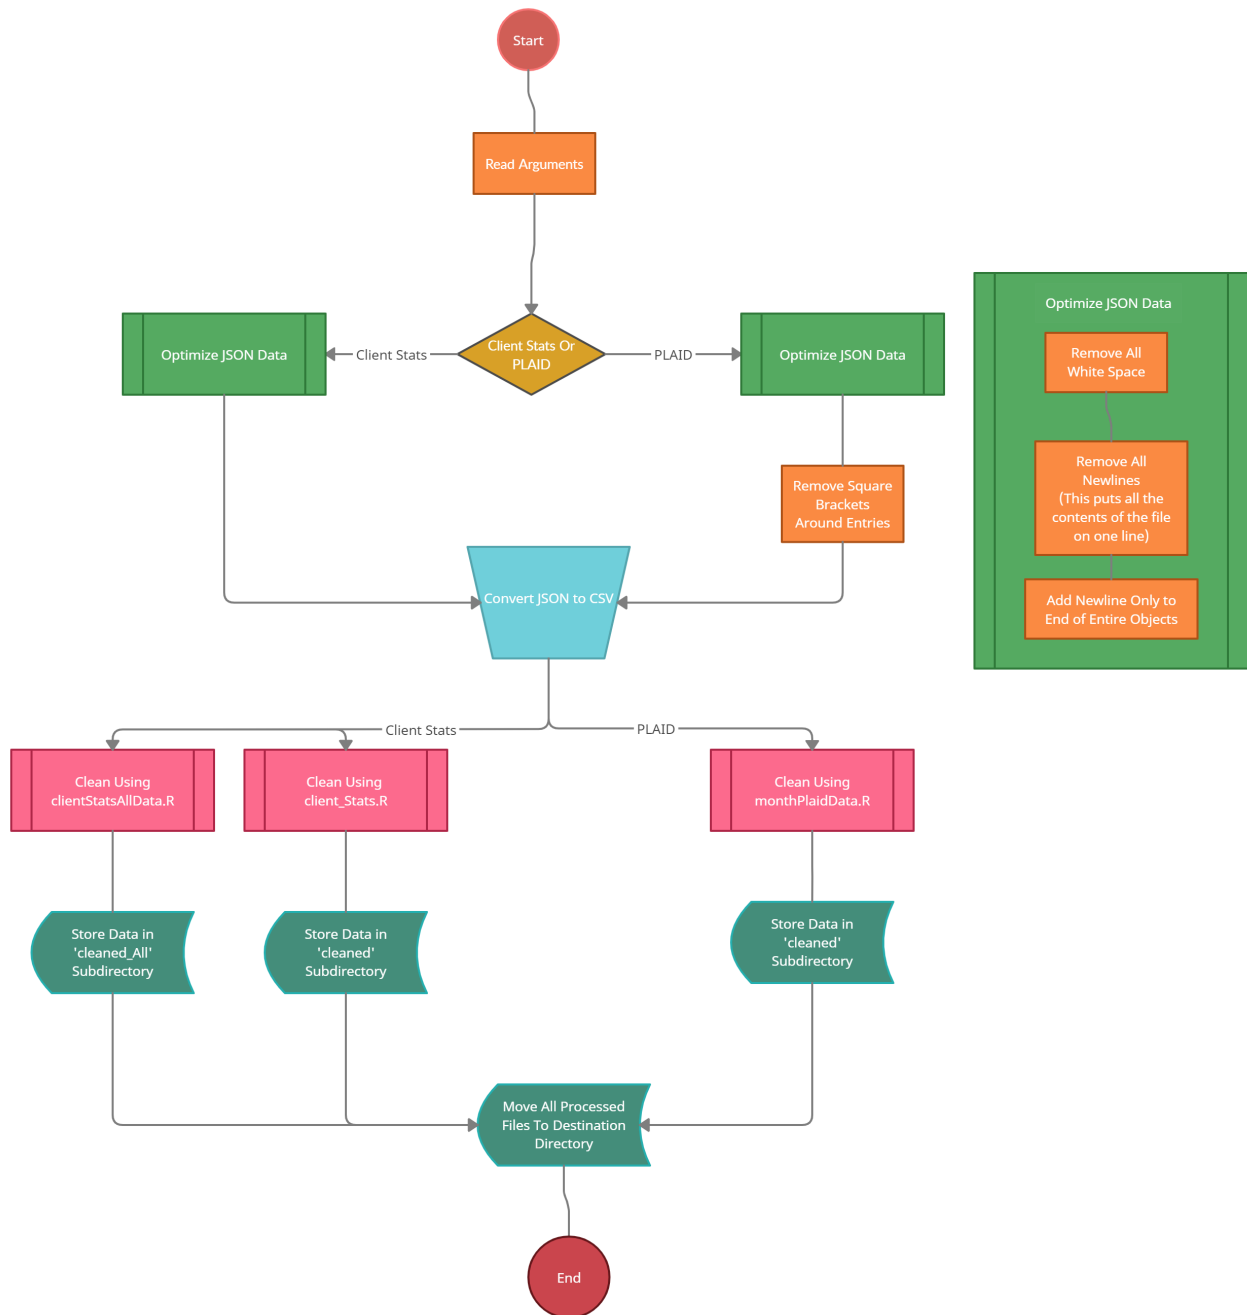 Start
Read Arguments
Client Stats Or
PLAID
Client Stats
PLAID
Optimize JSON Data
Optimize JSON Data
Remove Square
Brackets
Around Entries
Optimize JSON Data
Remove All
White Space
Remove All
Newlines
(This puts all the
contents of the file
on one line)
Add Newline Only to
End of Entire Objects
Convert JSON to CSV
Client Stats
PLAID
Clean Using
clientStatsAllData.R
Clean Using
client_Stats.R
Clean Using
monthPlaidData.R
Store Data in
'cleaned_All'
Subdirectory
Store Data in
'cleaned'
Subdirectory
Store Data in
'cleaned'
Subdirectory
Move All Processed
Files To Destination
Directory
End